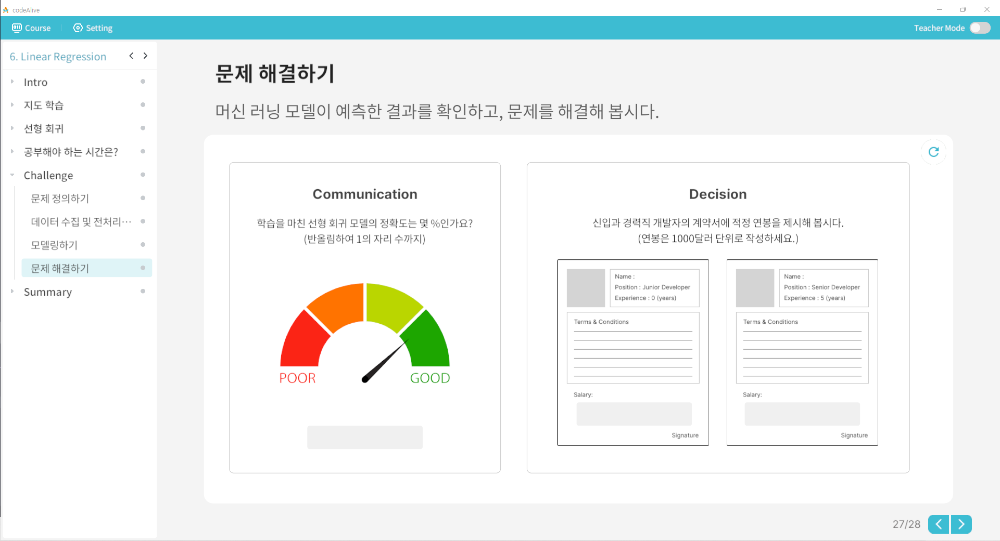 codeAlive
Course
Setting
Teacher Mode
6. Linear Regression
Intro
지도 학습
선형 회귀
공부해야 하는 시간은?
Challenge
문제 정의하기
데이터 수집 및 전처리…
모델링하기
문제 해결하기
Summary
문제 해결하기
머신 러닝 모델이 예측한 결과를 확인하고, 문제를 해결해 봅시다.
Communication
학습을 마친 선형 회귀 모델의 정확도는 몇 %인가요?
(반올림하여 1의 자리 수까지)
POOR
GOOD
Decision
신입과 경력직 개발자의 계약서에 적정 연봉을 제시해 봅시다.
(연봉은 1000달러 단위로 작성하세요.)
Name :
Position : Junior Developer
Experience : 0 (years)
Terms & Conditions
Salary:
Signature
Name :
Position : Senior Developer
Experience : 5 (years)
Terms & Conditions
Salary:
Signature
27/28